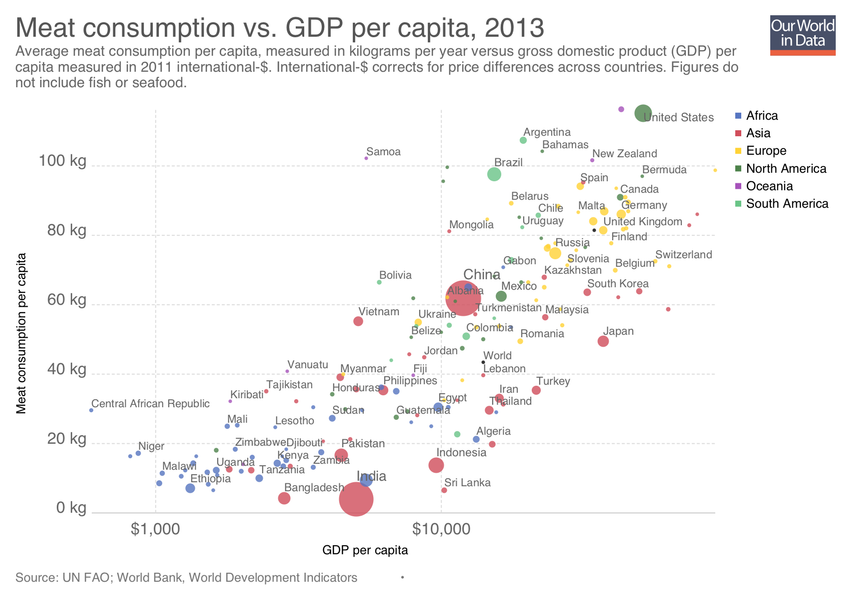 Meat consumption vs. GDP per capita, 2013
Our World
in Data
Average meat consumption per capita, measured in kilograms per year versus gross domestic product (GDP) per
capita measured in 2011 international-$. International-$ corrects for price differences across countries. Figures do
not include fish or seafood.
United States
Africa
Asia
Europe
North America
Oceania
South America
Argentina
Bahamas
Samoa
New Zealand
100 kg
Brazil
Bermuda
Spain
Canada
Belarus
Chile
Malta
Germany
Mongolia
Uruguay
United Kingdom
80 kg
Finland
Russia
Gabon
Slovenia
Belgium
Switzerland
Bolivia
China
Kazakhstan
Albania
Mexico
South Korea
60 kg
Vietnam
Ukraine
Turkmenistan
Malaysia
Belize
Colombia
Romania
Japan
Jordan
World
40 kg
Vanuatu
Myanmar
Fiji
Lebanon
Kiribati
Tajikistan
Honduras
Philippines
Turkey
Central African Republic
Iran
Egypt
Thailand
Mali
Lesotho
Sudan
Guatemala
Algeria
20 kg
Niger
Zimbabwe
Djibouti
Pakistan
Kenya
Zambia
Indonesia
Malawi
Uganda
Tanzania
Ethiopia
India
Bangladesh
Sri Lanka
0 kg
$1,000
$10,000
GDP per capita
Meat consumption per capita
Source: UN FAO; World Bank, World Development Indicators